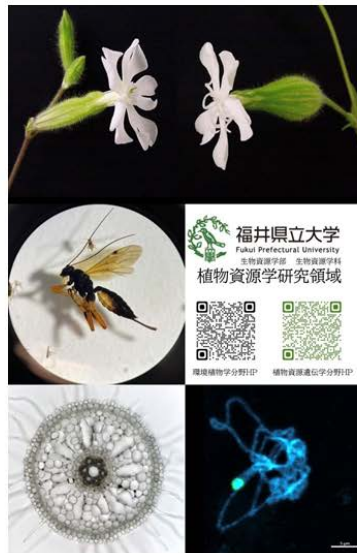 福井県立大学
Fukui Prefectural University
生物資源学部 生物資源学科
植物資源学研究領域
環境植物学分野HP
植物資源遺伝学分野HP
5 μm